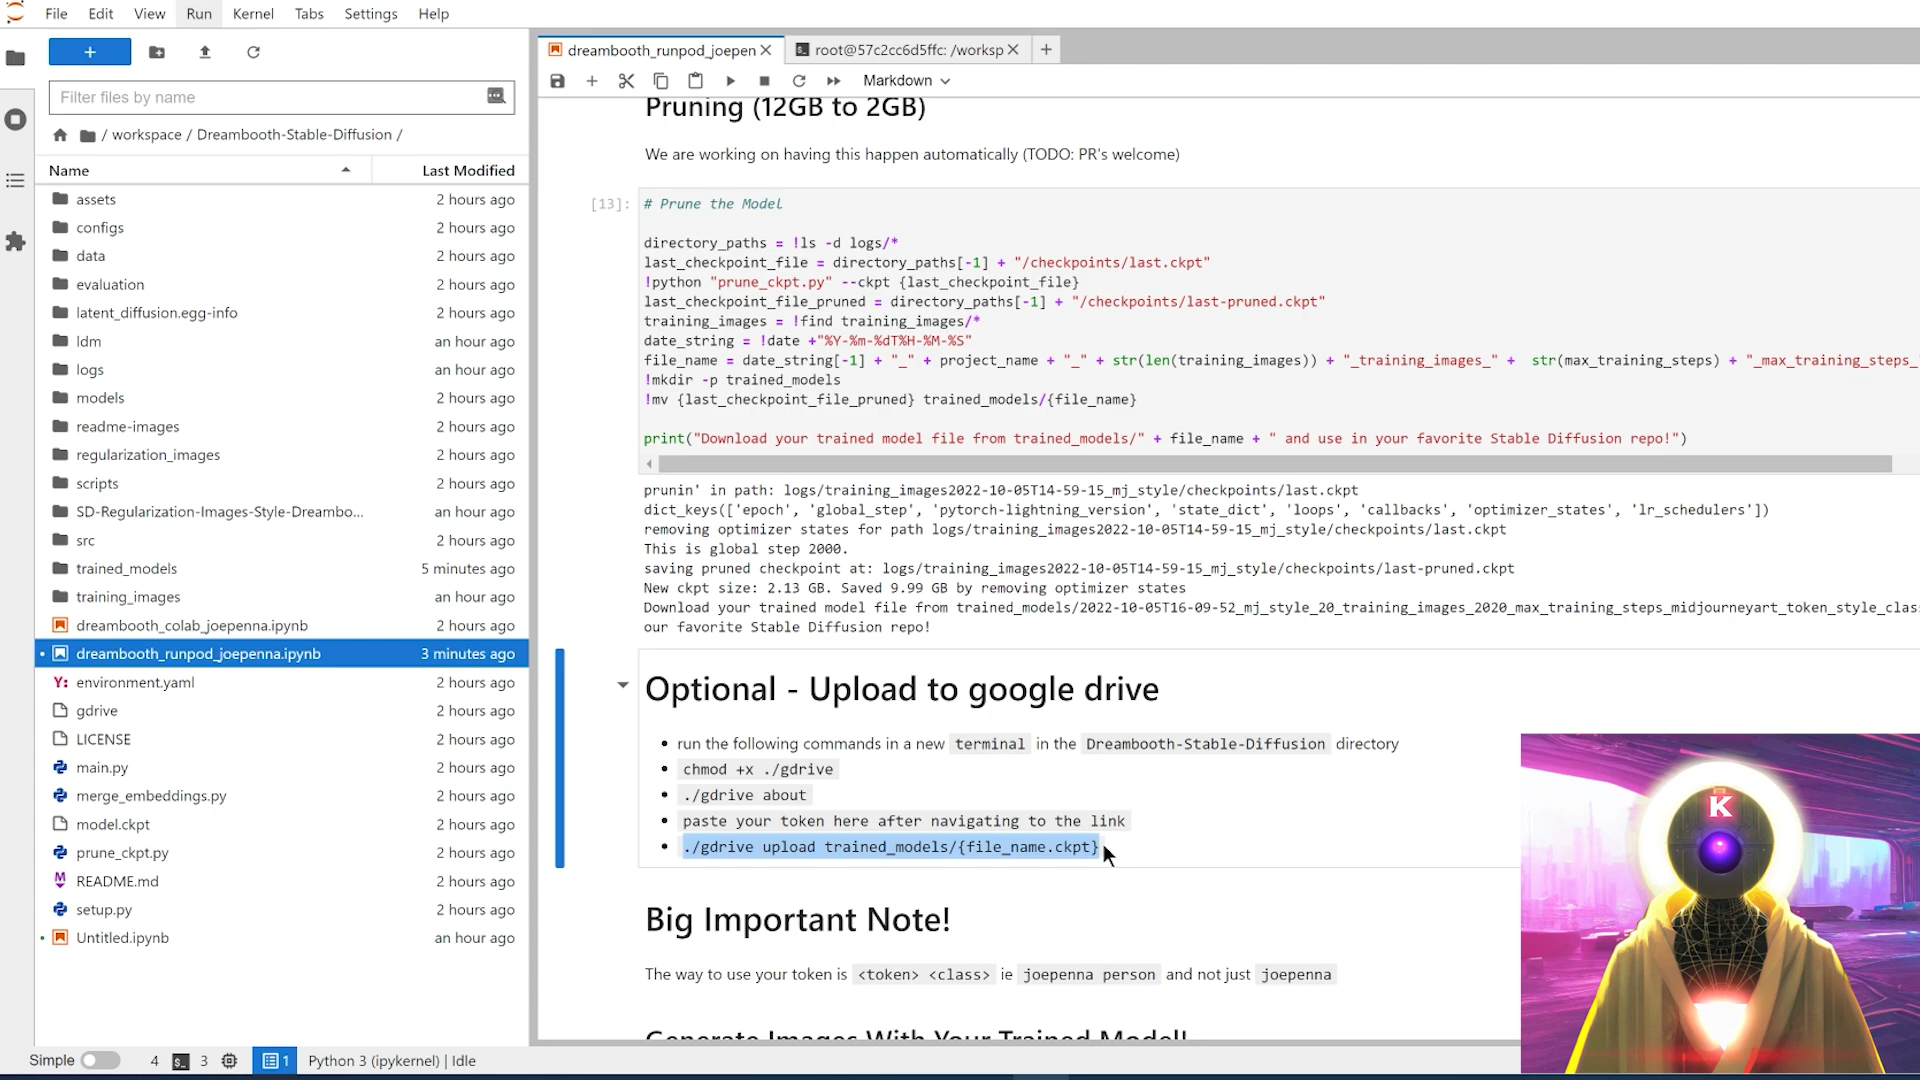 File Edit View Run Kernel Tabs Settings Help
+
Filter files by name
/ workspace / Dreambooth-Stable-Diffusion /
Name Last Modified
assets 2 hours ago
configs 2 hours ago
data 2 hours ago
evaluation 2 hours ago
latent_diffusion.egg-info 2 hours ago
ldm an hour ago
logs an hour ago
models 2 hours ago
readme-images 2 hours ago
regularization_images 2 hours ago
scripts 2 hours ago
SD-Regularization-Images-Style-Dreambo... an hour ago
src 2 hours ago
trained_models 5 minutes ago
training_images an hour ago
dreambooth_colab_joepenna.ipynb 2 hours ago
dreambooth_runpod_joepenna.ipynb 3 minutes ago
Y: environment.yaml 2 hours ago
gdrive 2 hours ago
LICENSE 2 hours ago
main.py 2 hours ago
merge_embeddings.py 2 hours ago
model.ckpt 2 hours ago
prune_ckpt.py 2 hours ago
README.md 2 hours ago
setup.py 2 hours ago
Untitled.ipynb an hour ago
Simple 4 3 1 Python 3 (ipykernel) | Idle
dreambooth_runpod_joepen root@57c2cc6d5ffc: /worksp +
Markdown
Pruning (12GB to 2GB)
We are working on having this happen automatically (TODO: PR's welcome)
[13]: # Prune the Model
directory_paths = !ls -d logs/*
last_checkpoint_file = directory_paths[-1] + "/checkpoints/last.ckpt"
!python "prune_ckpt.py" --ckpt {last_checkpoint_file}
last_checkpoint_file_pruned = directory_paths[-1] + "/checkpoints/last-pruned.ckpt"
training_images = !find training_images/*
date_string = !date +"%Y-%m-%dT%H-%M-%S"
file_name = date_string[-1] + "_" + project_name + "_" + str(len(training_images)) + "_training_images_" + str(max_training_steps) + "_max_training_steps_
!mkdir -p trained_models
!mv {last_checkpoint_file_pruned} trained_models/{file_name}
print("Download your trained model file from trained_models/" + file_name + " and use in your favorite Stable Diffusion repo!")
prunin' in path: logs/training_images2022-10-05T14-59-15_mj_style/checkpoints/last.ckpt
dict_keys(['epoch', 'global_step', 'pytorch-lightning_version', 'state_dict', 'loops', 'callbacks', 'optimizer_states', 'lr_schedulers'])
removing optimizer states for path logs/training_images2022-10-05T14-59-15_mj_style/checkpoints/last.ckpt
This is global step 2000.
saving pruned checkpoint at: logs/training_images2022-10-05T14-59-15_mj_style/checkpoints/last-pruned.ckpt
New ckpt size: 2.13 GB. Saved 9.99 GB by removing optimizer states
Download your trained model file from trained_models/2022-10-05T16-09-52_mj_style_20_training_images_2020_max_training_steps_midjourneyart_token_style_clas
our favorite Stable Diffusion repo!
Optional - Upload to google drive
• run the following commands in a new terminal in the Dreambooth-Stable-Diffusion directory
• chmod +x ./gdrive
• ./gdrive about
• paste your token here after navigating to the link
• ./gdrive upload trained_models/{file_name.ckpt}
Big Important Note!
The way to use your token is <token> <class> ie joepenna person and not just joepenna
Generate Images With Your Trained Model!
K